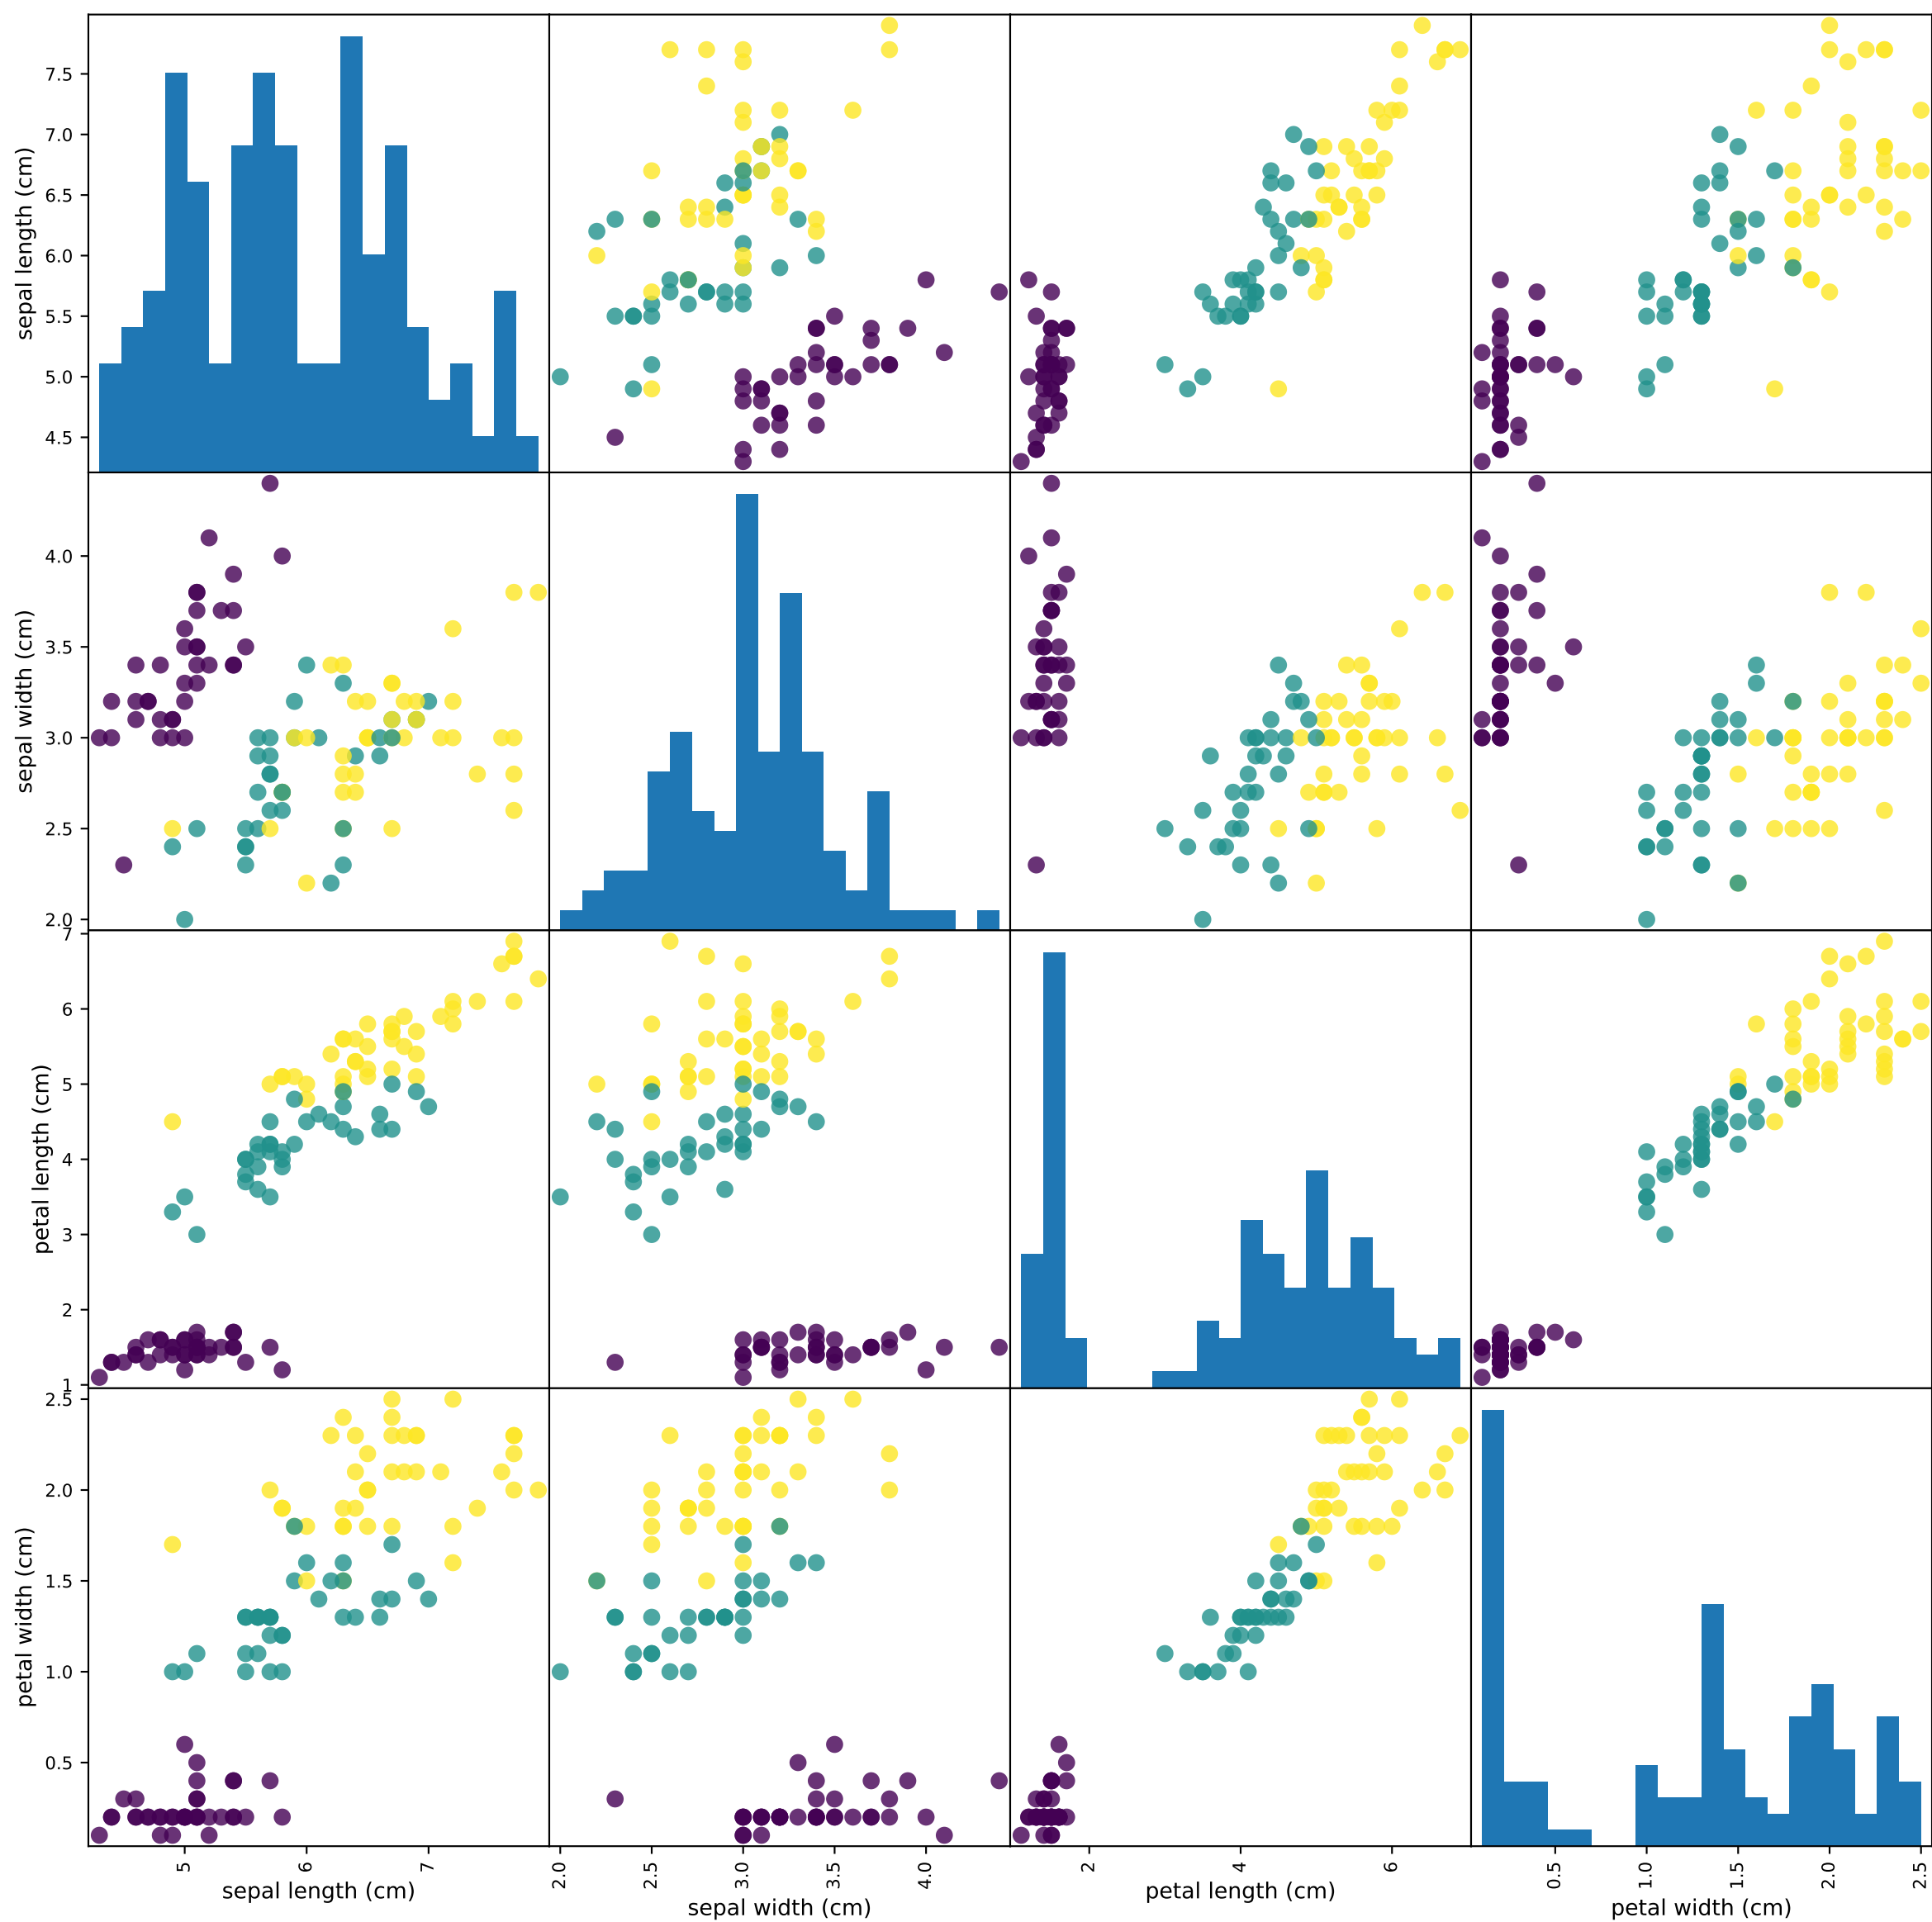 sepal length (cm)
7.5
7.0
6.5
6.0
5.5
5.0
4.5
sepal width (cm)
4.0
3.5
3.0
2.5
2.0
petal length (cm)
7
6
5
4
3
2
1
petal width (cm)
2.5
2.0
1.5
1.0
0.5
5 6 7
sepal length (cm)
2.0 2.5 3.0 3.5 4.0
sepal width (cm)
2 4 6
petal length (cm)
0.5 1.0 1.5 2.0 2.5
petal width (cm)